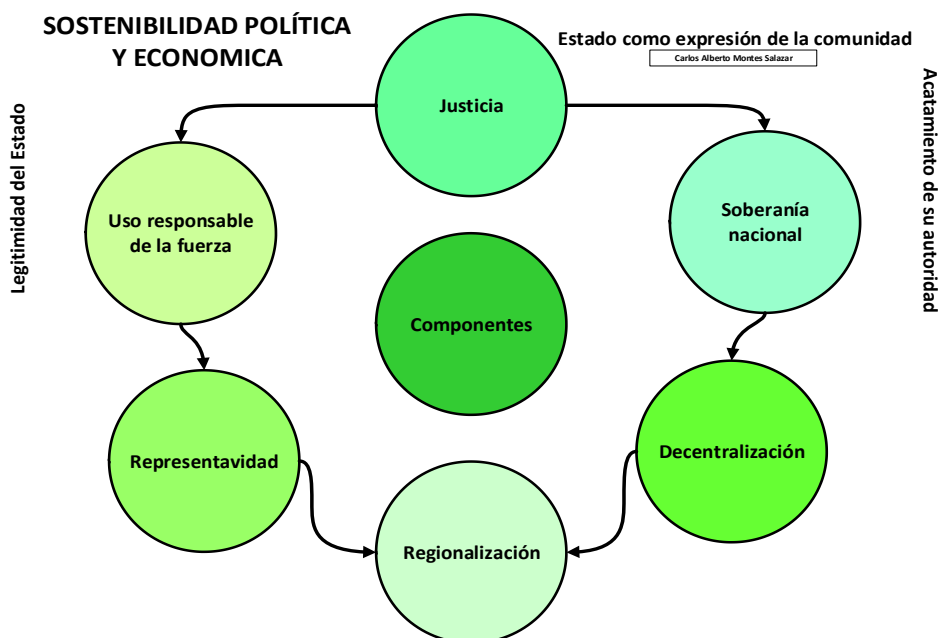 SOSTENIBILIDAD POLÍTICA
Y ECONOMICA
Estado como expresión de la comunidad
Carlos Alberto Montes Salazar
Legitimidad del Estado
Acatamiento de su autoridad
Justicia
Uso responsable
de la fuerza
Soberanía
nacional
Componentes
Representavidad
Decentralización
Regionalización